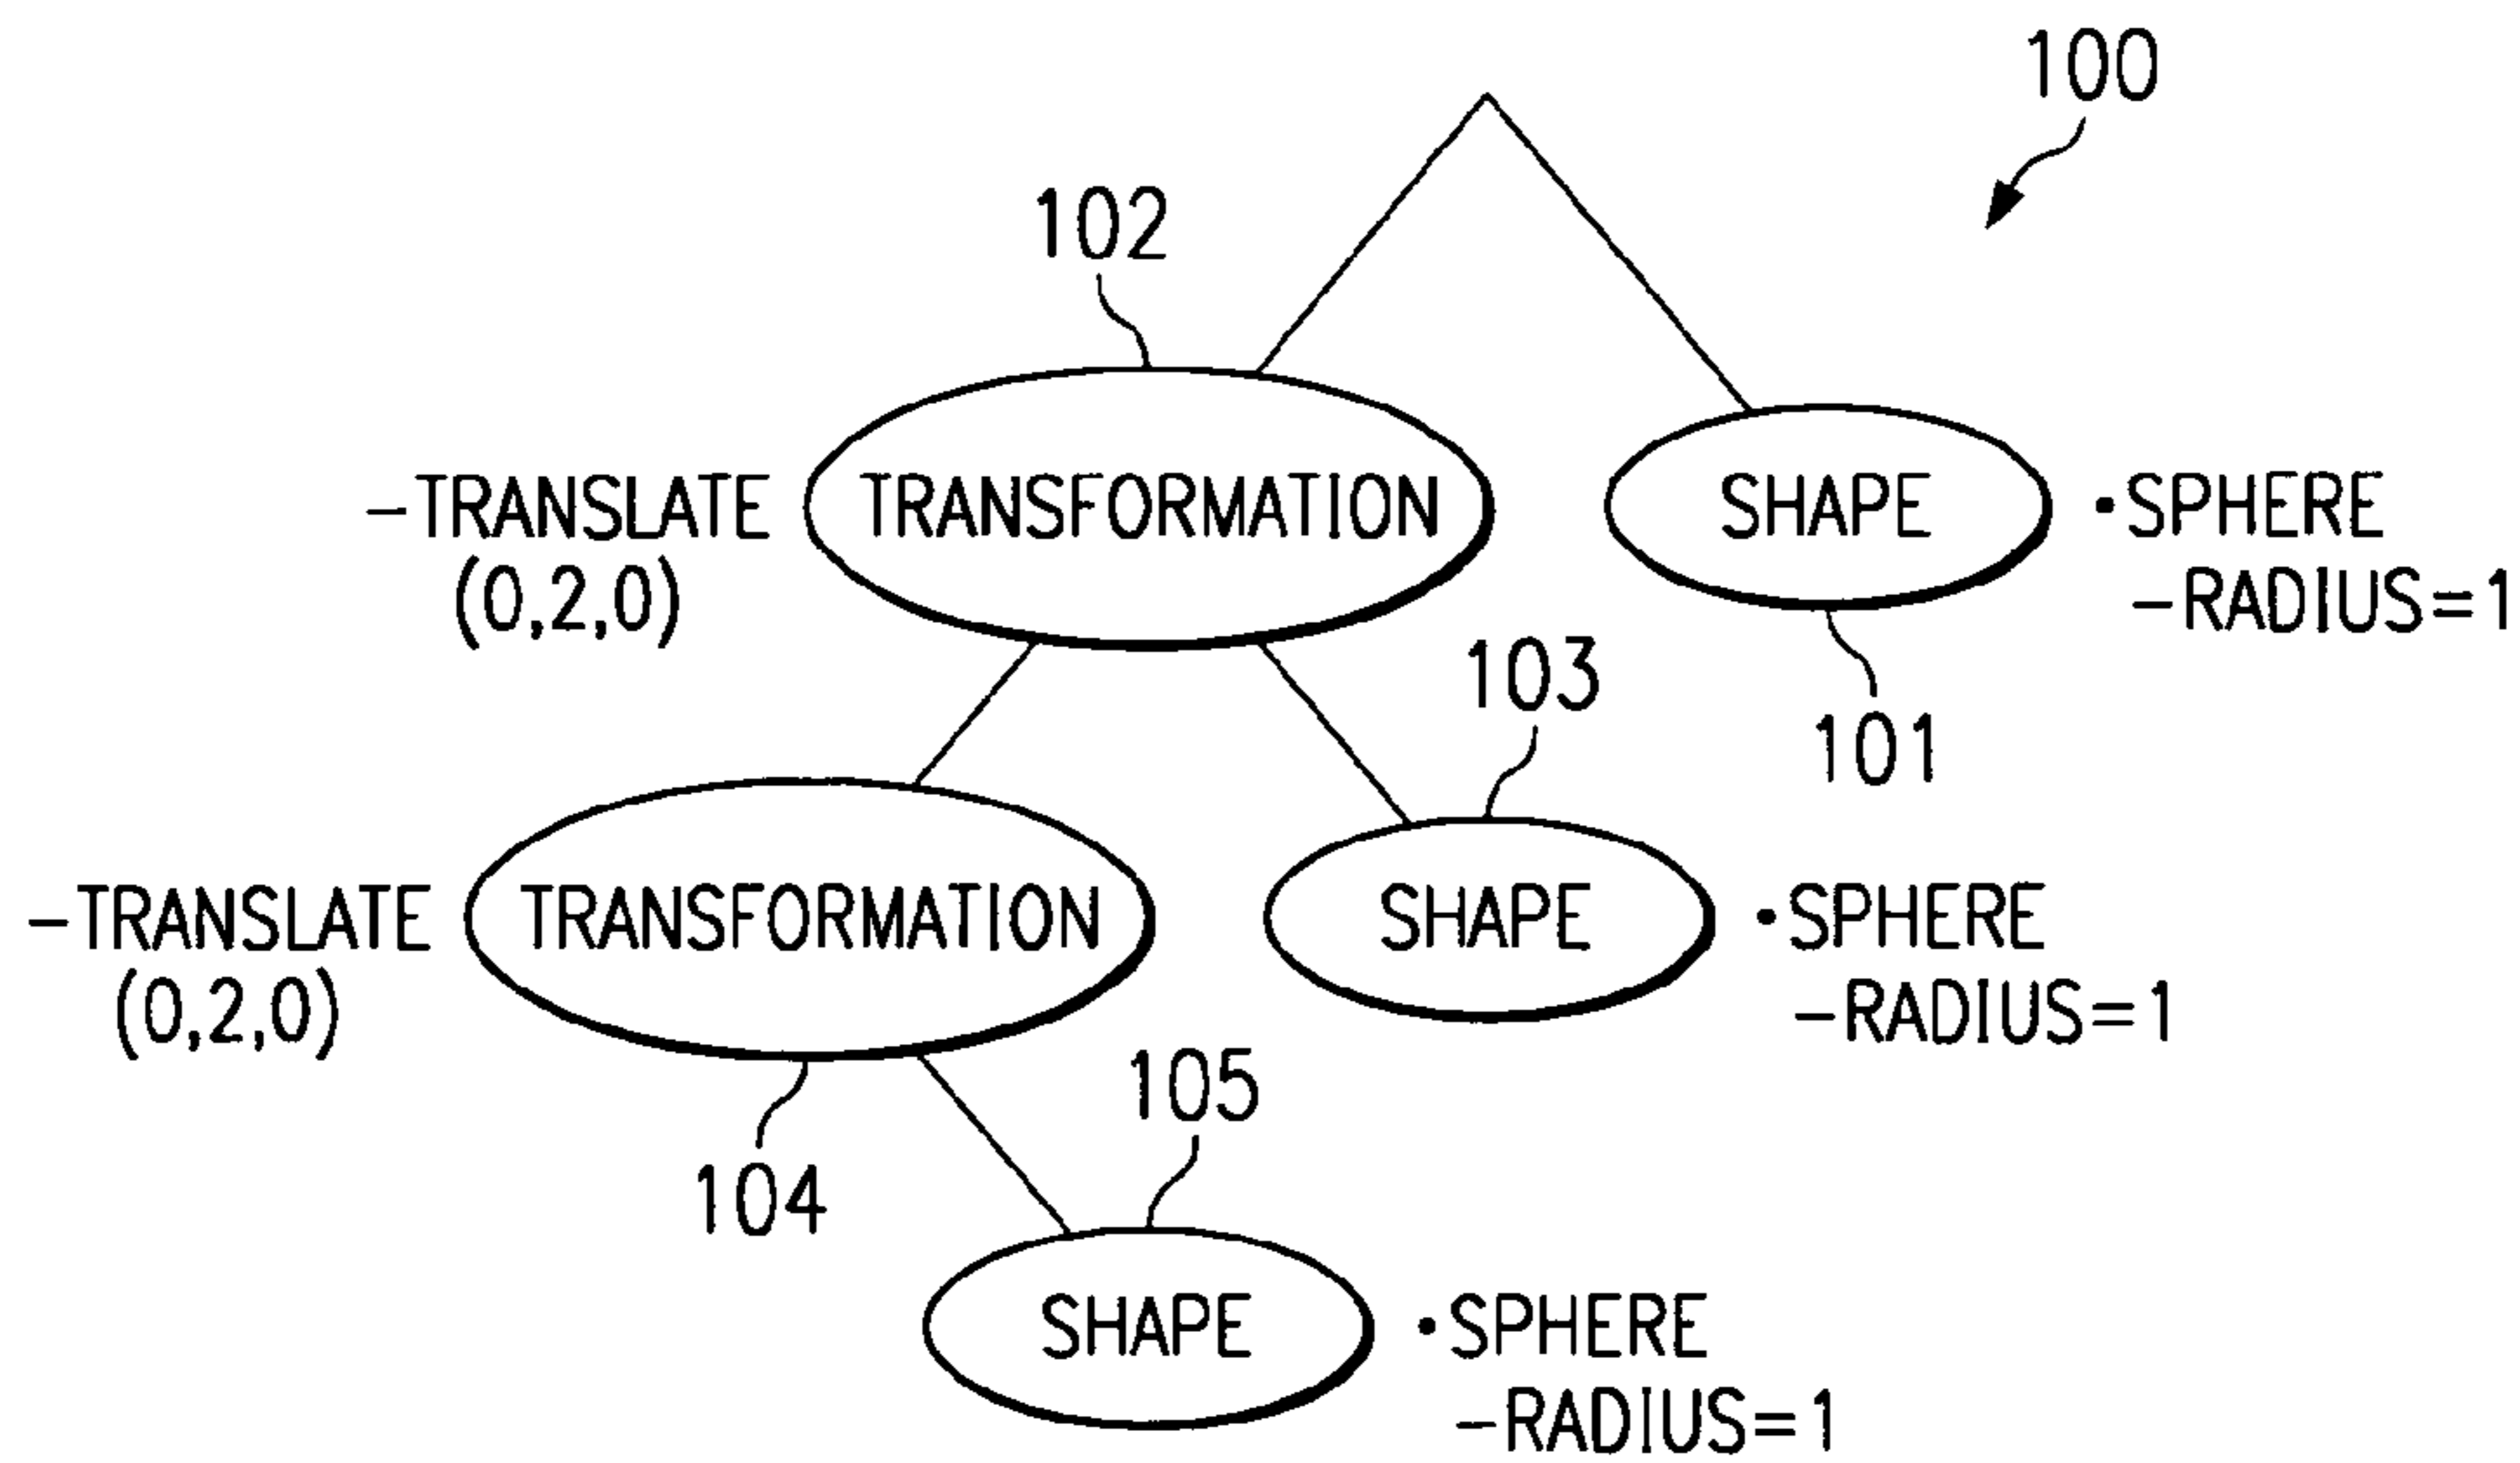 100
102
-TRANSLATE
(0,2,0)
TRANSFORMATION
SHAPE
•SPHERE
-RADIUS=1
103
101
-TRANSLATE
(0,2,0)
TRANSFORMATION
SHAPE
•SPHERE
-RADIUS=1
105
104
SHAPE
•SPHERE
-RADIUS=1